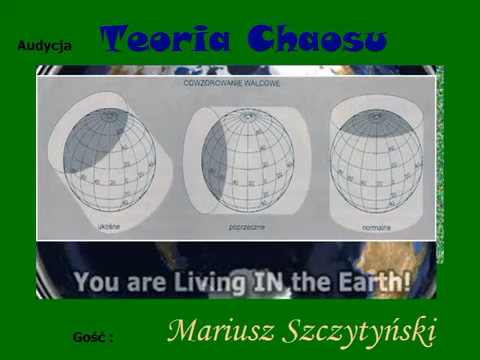 Audycja Teoria Chaosu
ODWZOROWANIE WALCOWE
ukośne poprzeczne normalne
You are Living IN the Earth!
Gość : Mariusz Szczytyński